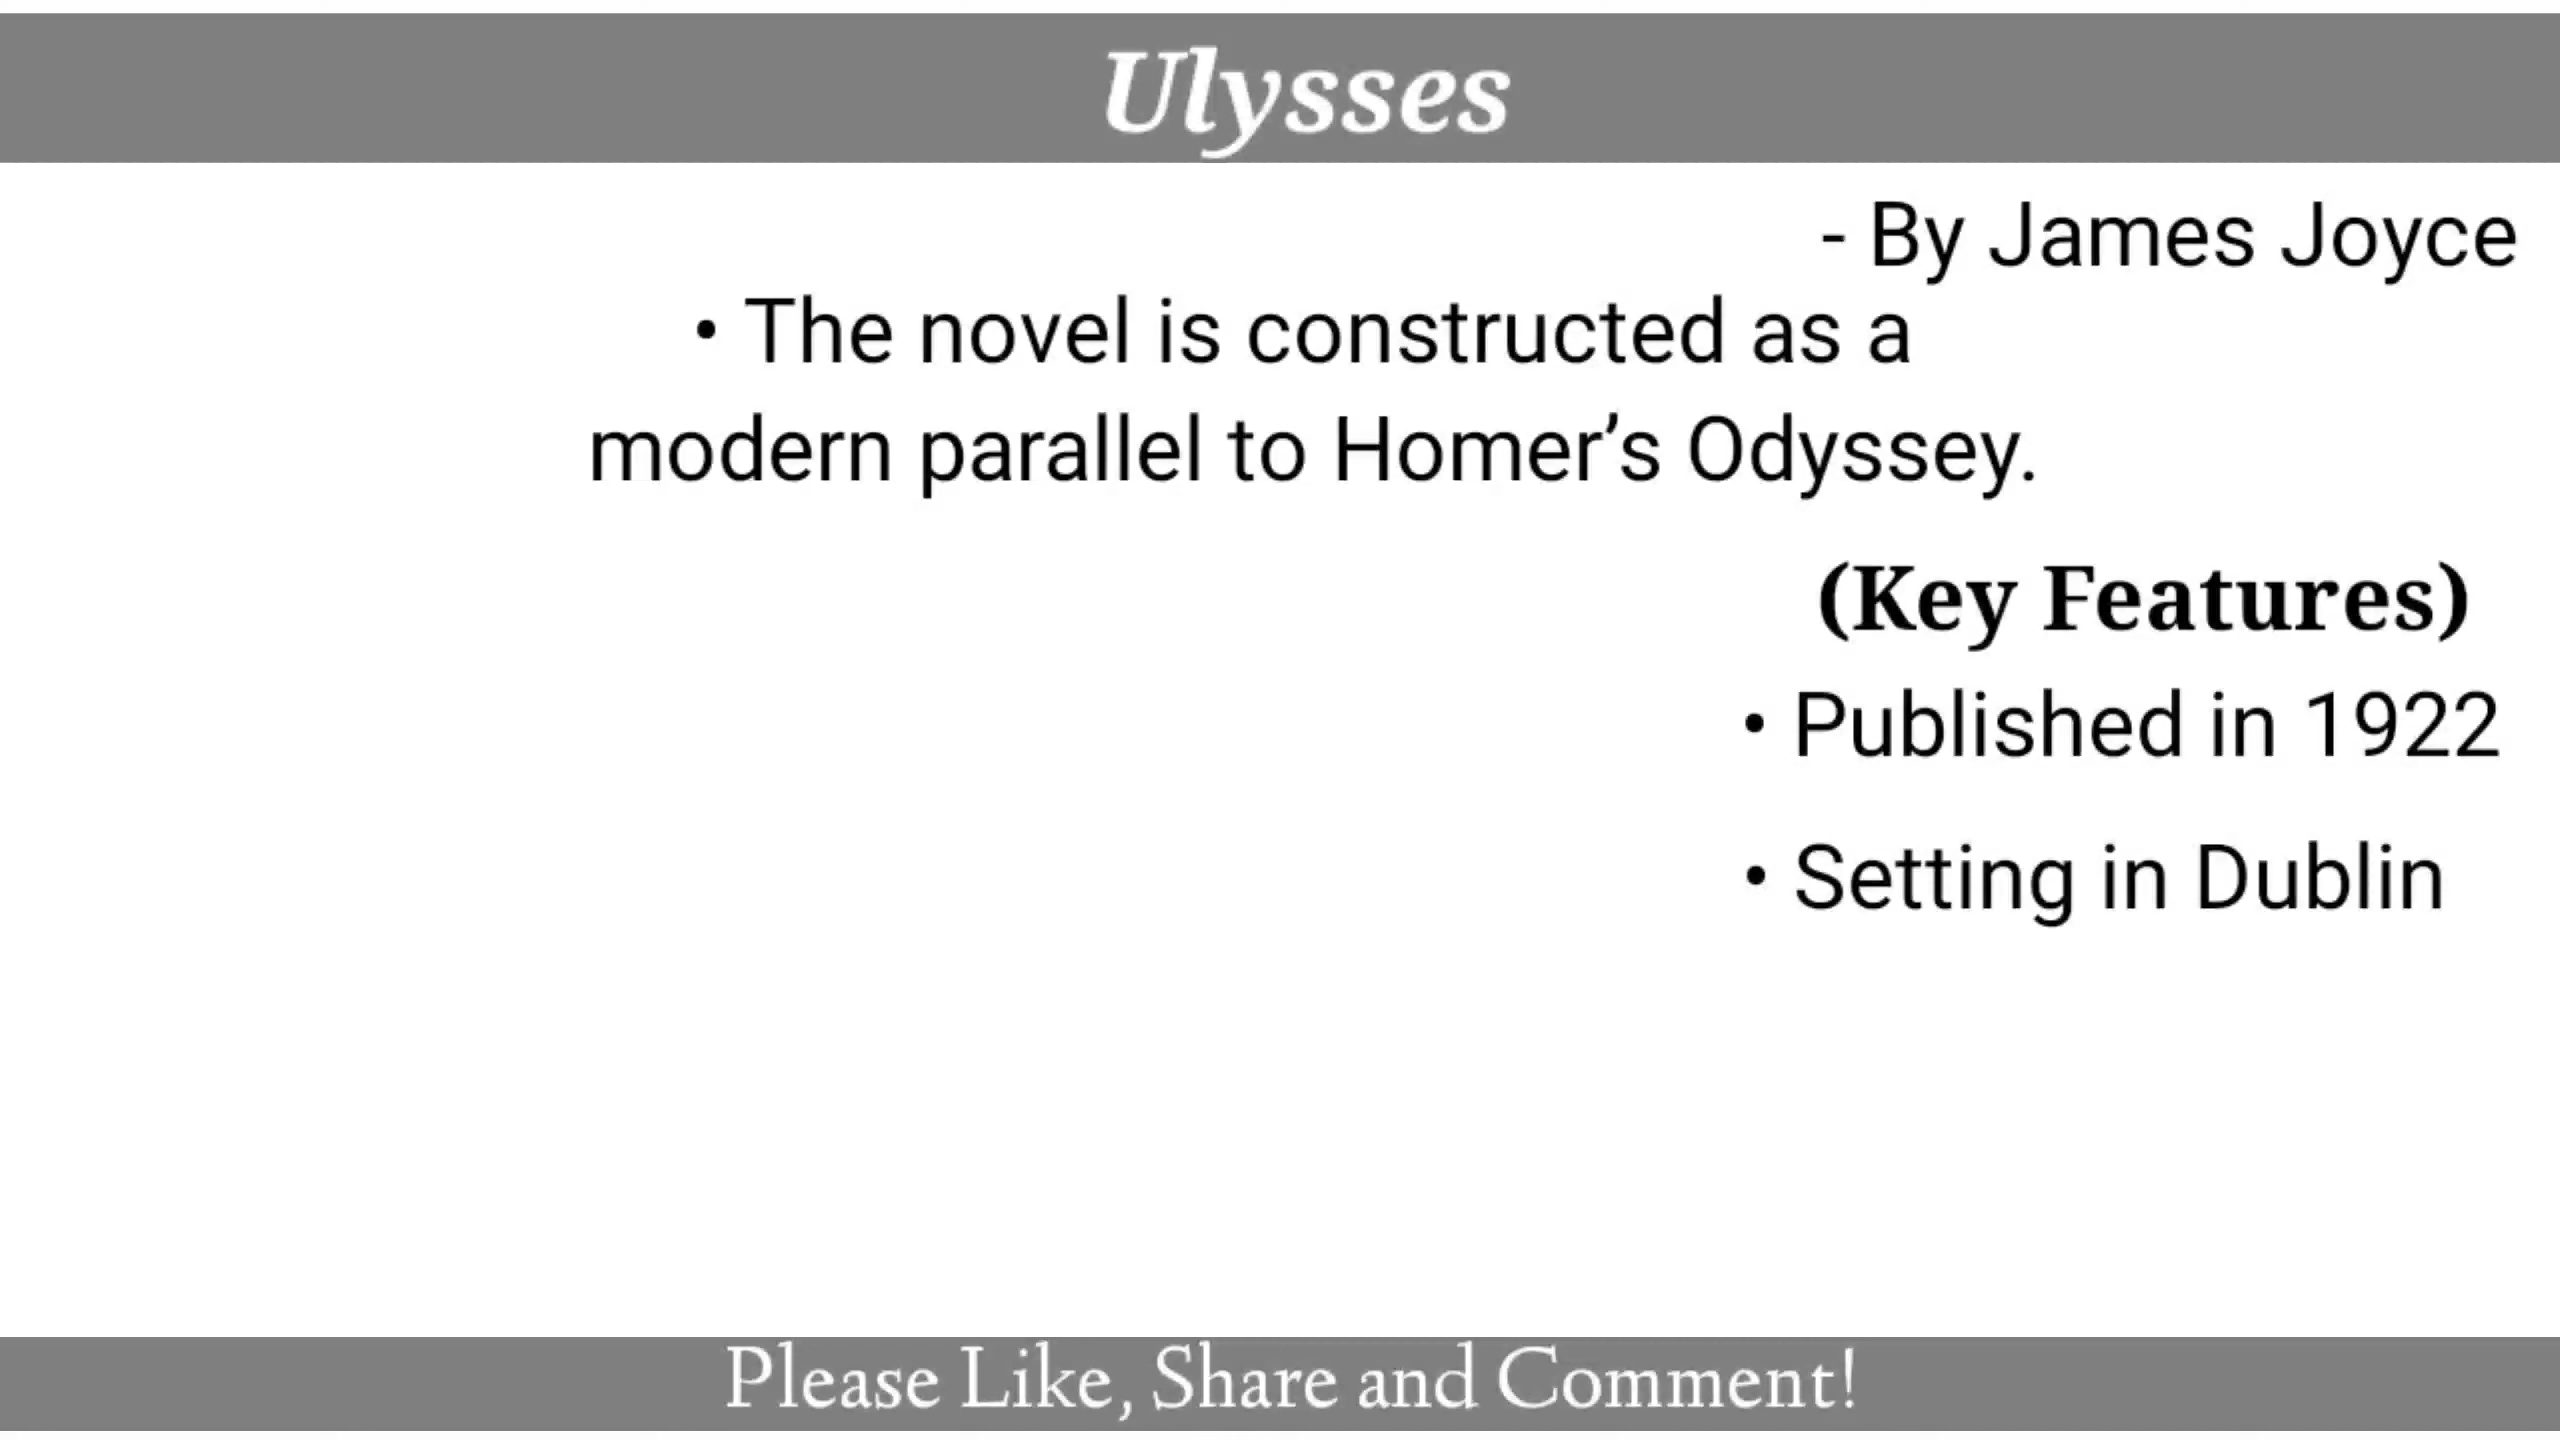 Ulysses
- By James Joyce
• The novel is constructed as a
modern parallel to Homer’s Odyssey.
(Key Features)
• Published in 1922
• Setting in Dublin
Please Like, Share and Comment!